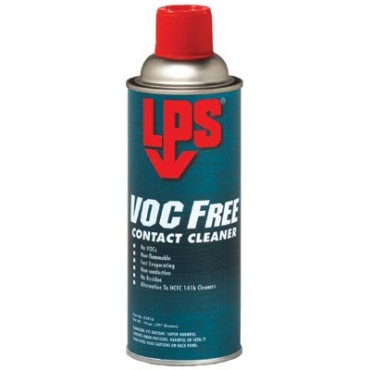 LPS®
VOC FREE
CONTACT CLEANER
No VOCs
Non-flammable
Fast Evaporating
Non-conductive
No Residue
Alternative To HCFC 141b Cleaners